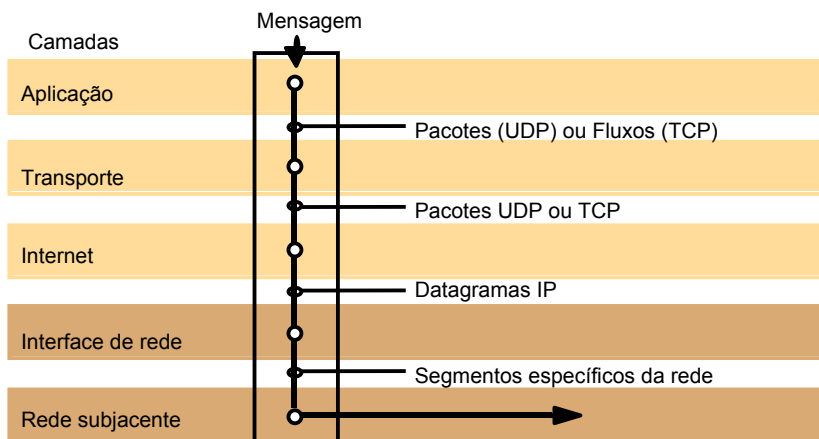 Mensagem
Camadas
Aplicação
Pacotes (UDP) ou Fluxos (TCP)
Transporte
Pacotes UDP ou TCP
Internet
Datagramas IP
Interface de rede
Segmentos específicos da rede
Rede subjacente